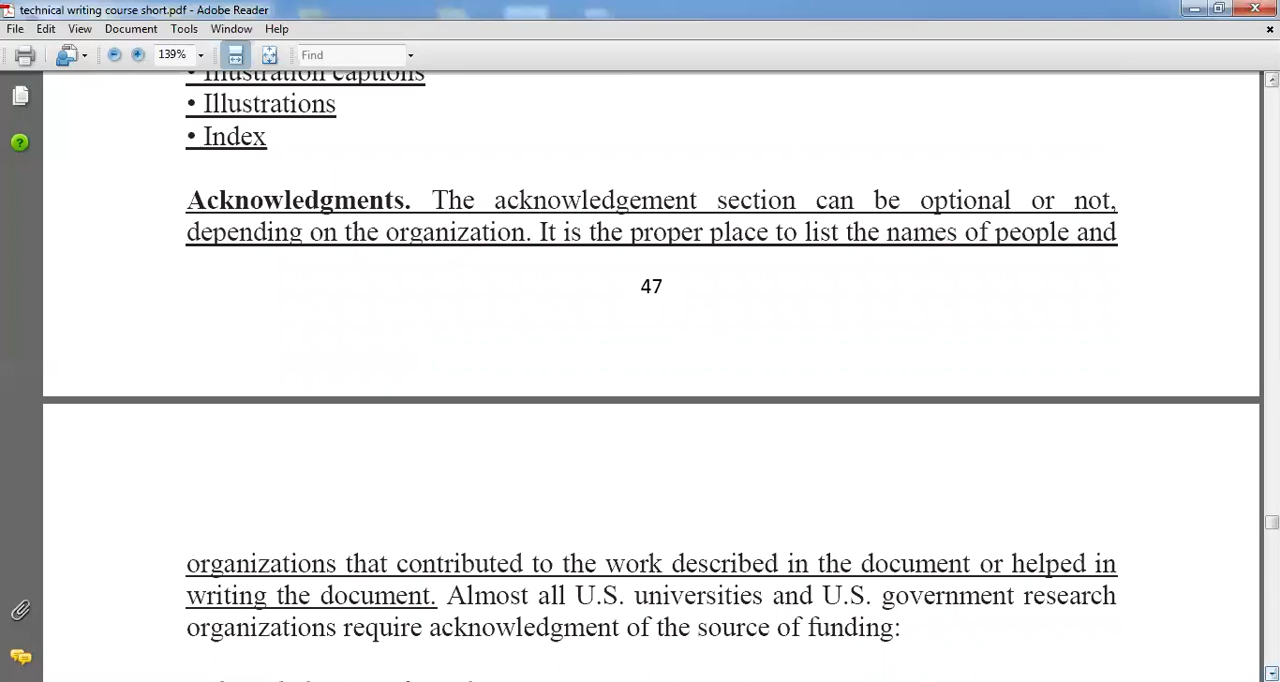 technical writing course short.pdf - Adobe Reader
File Edit View Document Tools Window Help
139% Find
• Illustration captions
• Illustrations
• Index
Acknowledgments. The acknowledgement section can be optional or not,
depending on the organization. It is the proper place to list the names of people and
47
organizations that contributed to the work described in the document or helped in
writing the document. Almost all U.S. universities and U.S. government research
organizations require acknowledgment of the source of funding: